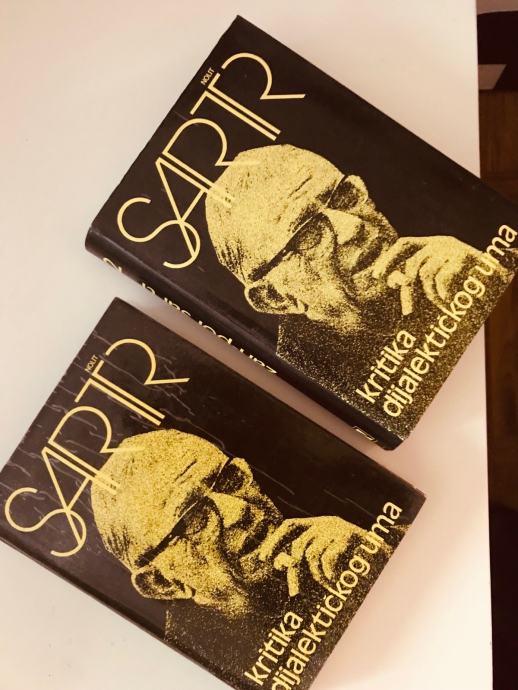 NOLIT
SARTR
kritika
dijalektičkog uma
NOLIT
SARTR
kritika
dijalektičkog uma